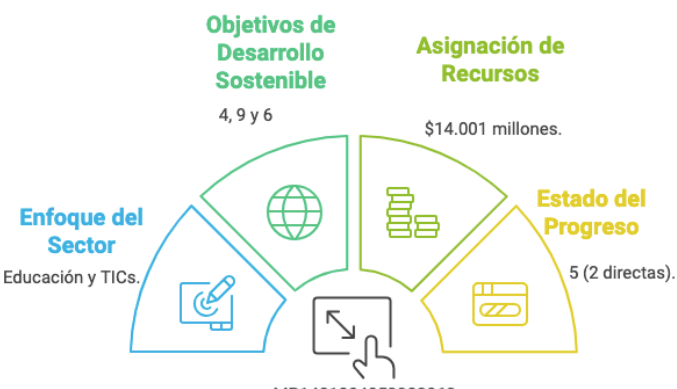 Objetivos de
Desarrollo
Sostenible
4, 9 y 6
Asignación de
Recursos
$14.001 millones.
Enfoque del
Sector
Educación y TICs.
Estado del
Progreso
5 (2 directas).